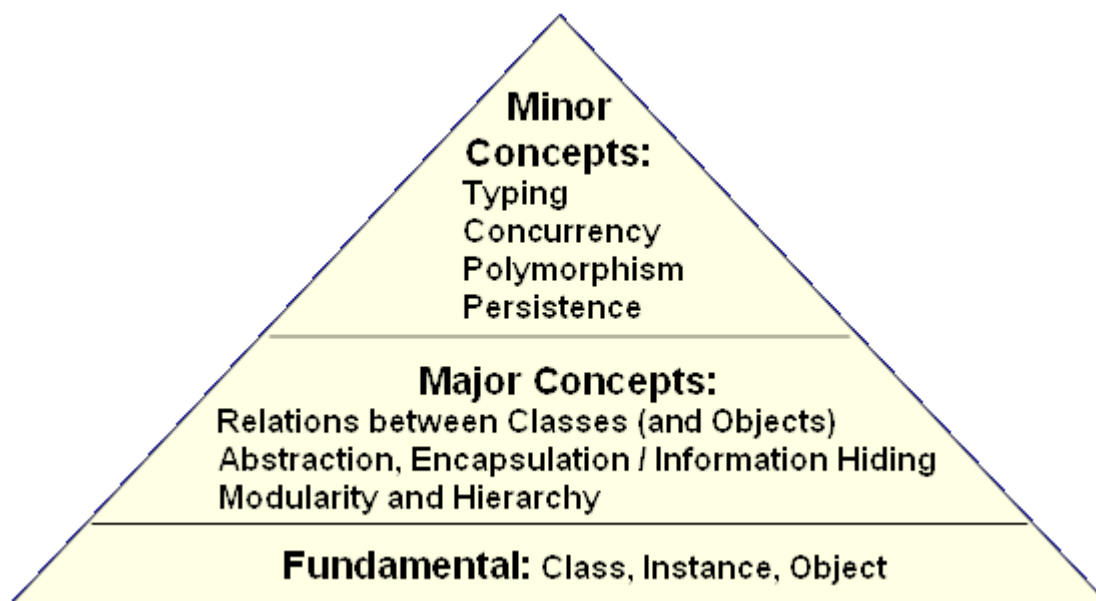 Minor
Concepts:
Typing
Concurrency
Polymorphism
Persistence
Major Concepts:
Relations between Classes (and Objects)
Abstraction, Encapsulation / Information Hiding
Modularity and Hierarchy
Fundamental: Class, Instance, Object